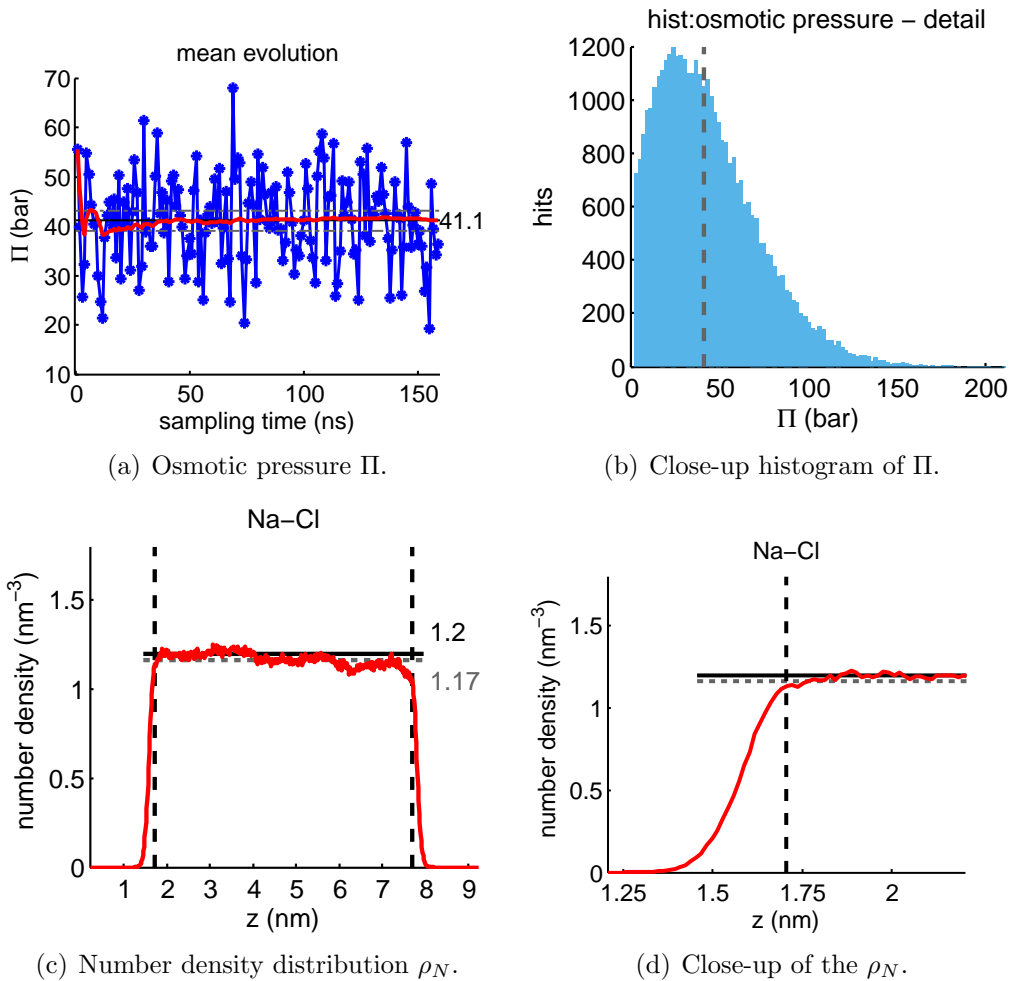 mean evolution
70
60
50
40
30
20
10
Π (bar)
41.1
0
50
100
150
sampling time (ns)
(a) Osmotic pressure Π.
hist:osmotic pressure − detail
1200
1000
800
600
400
200
0
hits
0
50
100
150
200
Π (bar)
(b) Close-up histogram of Π.
Na−Cl
1.5
1
0.5
0
number density (nm⁻³)
1.2
1.17
1 2 3 4 5 6 7 8 9
z (nm)
(c) Number density distribution ρ_N.
Na−Cl
1.5
1
0.5
0
number density (nm⁻³)
1.25
1.5
1.75
2
z (nm)
(d) Close-up of the ρ_N.